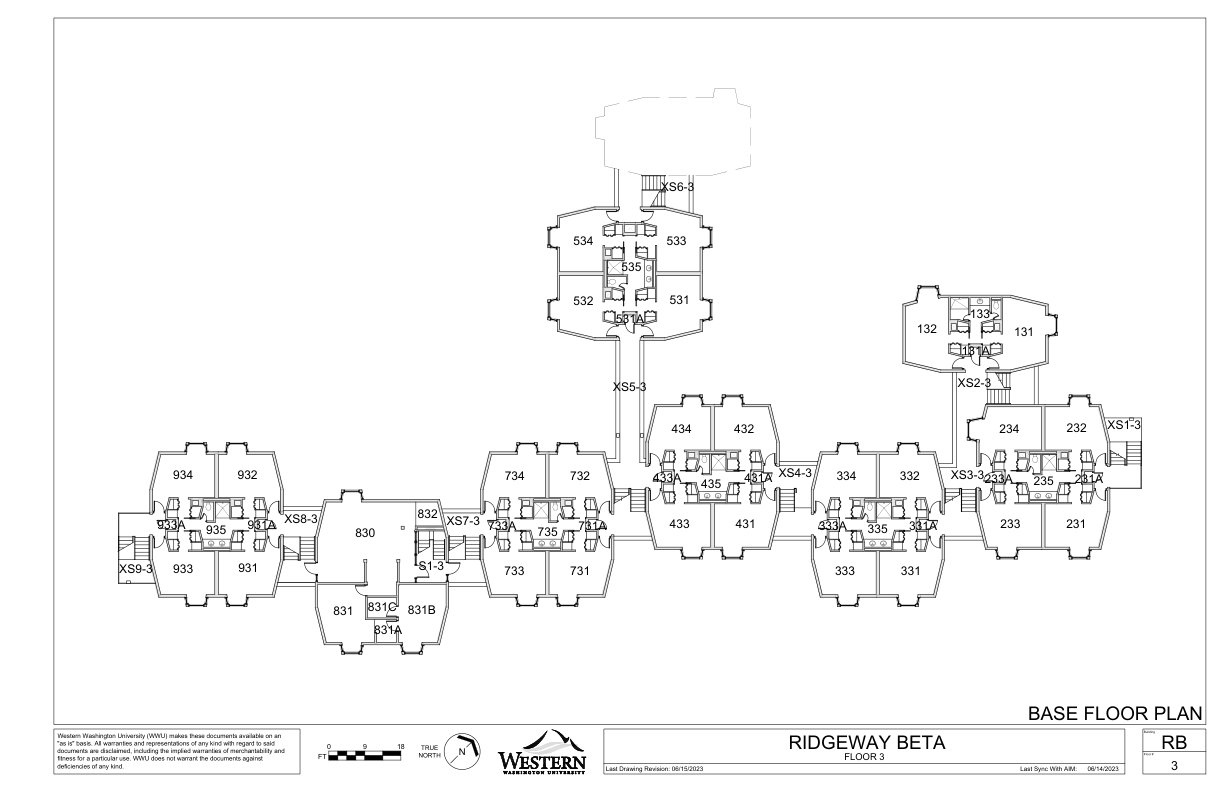 XS6-3
534
533
535
532
531
531A
133
132
131
131A
XS5-3
XS2-3
434
432
234
232
XS1-3
934
932
734
732
XS4-3
334
332
XS3-3
433A
435
431A
233A
235
231A
832
XS8-3
XS7-3
933A
935
931A
830
733A
735
731A
433
431
333A
335
331A
233
231
XS9-3
933
931
S1-3
733
731
333
331
831
831C
831B
831A
BASE FLOOR PLAN
Western Washington University (WWU) makes these documents available on an
"as is" basis. All warranties and representations of any kind with regard to said
documents are disclaimed, including the implied warranties of merchantability and
fitness for a particular use. WWU does not warrant the documents against
deficiencies of any kind.
0 9 18
FT
TRUE
NORTH
N
WESTERN
WASHINGTON UNIVERSITY
RIDGEWAY BETA
FLOOR 3
Last Drawing Revision: 06/15/2023
Last Sync With AIM: 06/14/2023
Building
RB
Floor#
3